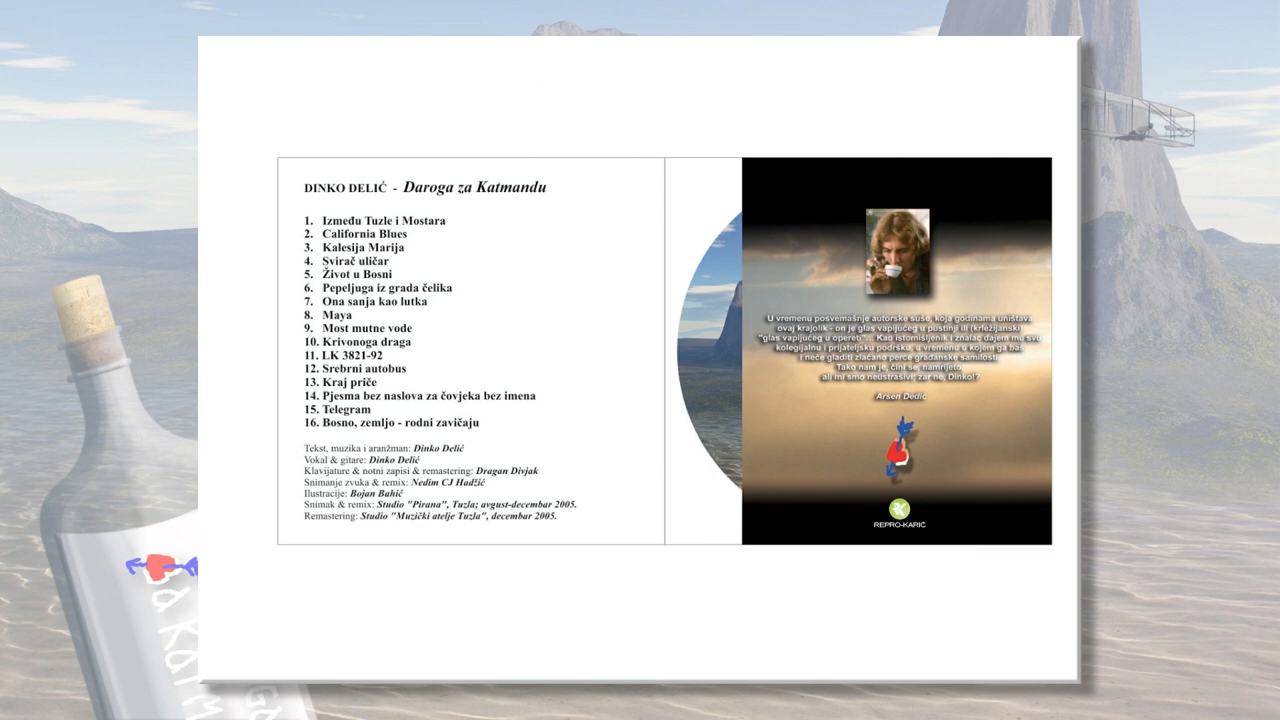 DINKO DELIĆ - Daroga za Katmandu
1. Između Tuzle i Mostara
2. California Blues
3. Kalesija Marija
4. Svirač uličar
5. Život u Bosni
6. Pepeljuga iz grada čelika
7. Ona sanja kao lutka
8. Maya
9. Most mutne vode
10. Krivonoga draga
11. LK 3821-92
12. Srebrni autobus
13. Kraj priče
14. Pjesma bez naslova za čovjeka bez imena
15. Telegram
16. Bosno, zemljo - rodni zavičaju
Tekst, muzika i aranžman: Dinko Delić
Vokal & gitare: Dinko Delić
Klavijature & notni zapisi & remastering: Dragan Divjak
Snimanje zvuka & remix: Nedim CJ Hadžić
Ilustracije: Bojan Bahić
Snimak & remix: Studio "Pirana", Tuzla; avgust-decembar 2005.
Remastering: Studio "Muzički atelje Tuzla", decembar 2005.
U vremenu posvemašnje autorske suše, koja godinama uništava
ovaj krajolik - on je glas vapijućeg u pustinji ili (krležijanski)
"glas vapijućeg u opereti"... Kao istomišljenik i znalac dajem mu svu
kolegijalnu i prijateljsku podršku, u vremenu u kojem ga baš
i neće gladiti zlaćano perce građanske samilosti.
Tako nam je, čini se, namrijeto,
ali mi smo neustrašivi; zar ne, Dinko!?
Arsen Dedić
REPRO-KARIĆ
за Kat